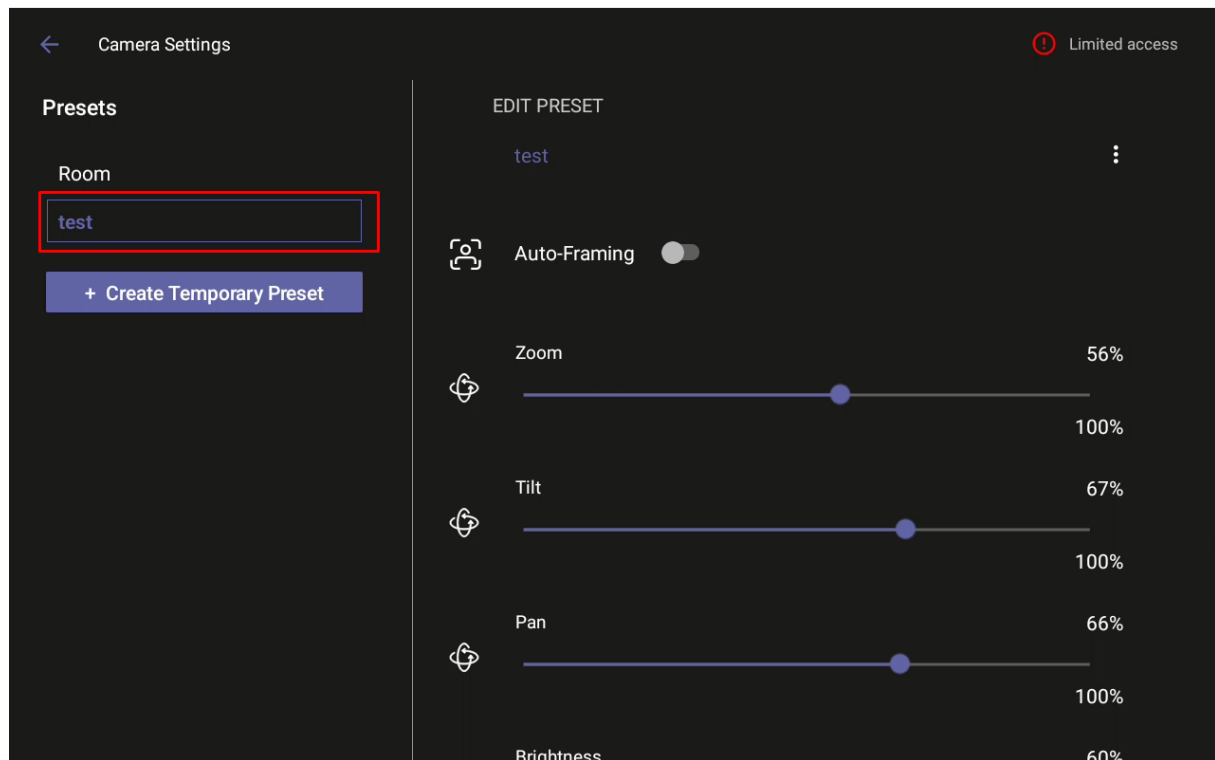 Camera Settings
Limited access
Presets
Room
test
+ Create Temporary Preset
EDIT PRESET
test
Auto-Framing
Zoom
56%
100%
Tilt
67%
100%
Pan
66%
100%
Brightness
60%